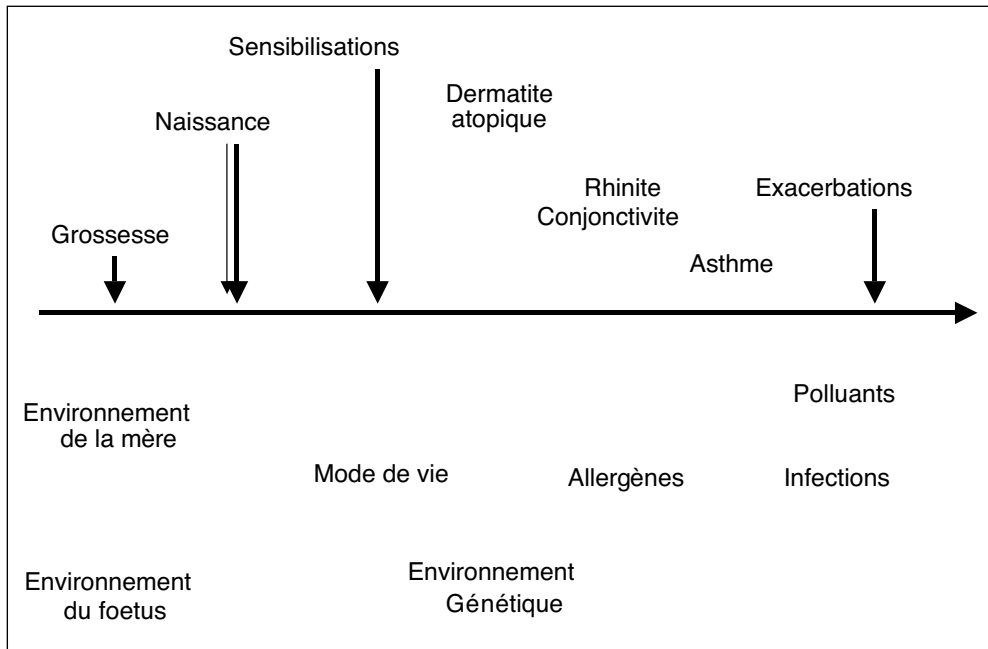 Sensibilisations
Dermatite
atopique
Naissance
Rhinite
Conjonctivite
Exacerbations
Grossesse
Asthme
Polluants
Environnement
de la mère
Mode de vie
Allergènes
Infections
Environnement
du foetus
Environnement
Génétique